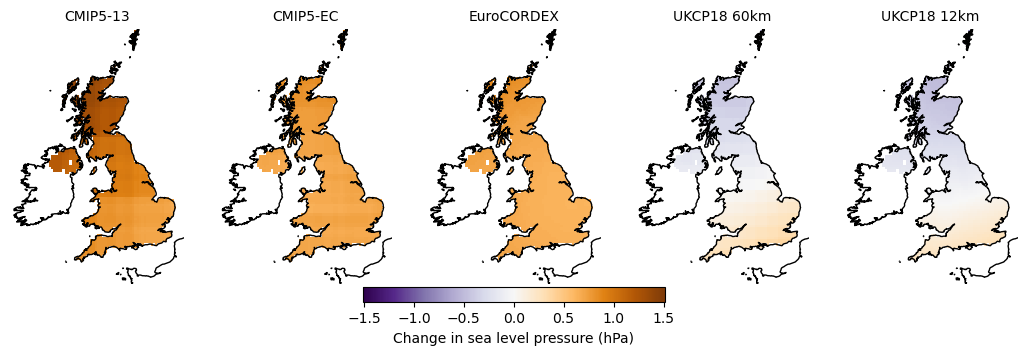 CMIP5-13 CMIP5-EC EuroCORDEX UKCP18 60km UKCP18 12km
−1.5 −1.0 −0.5 0.0 0.5 1.0 1.5
Change in sea level pressure (hPa)